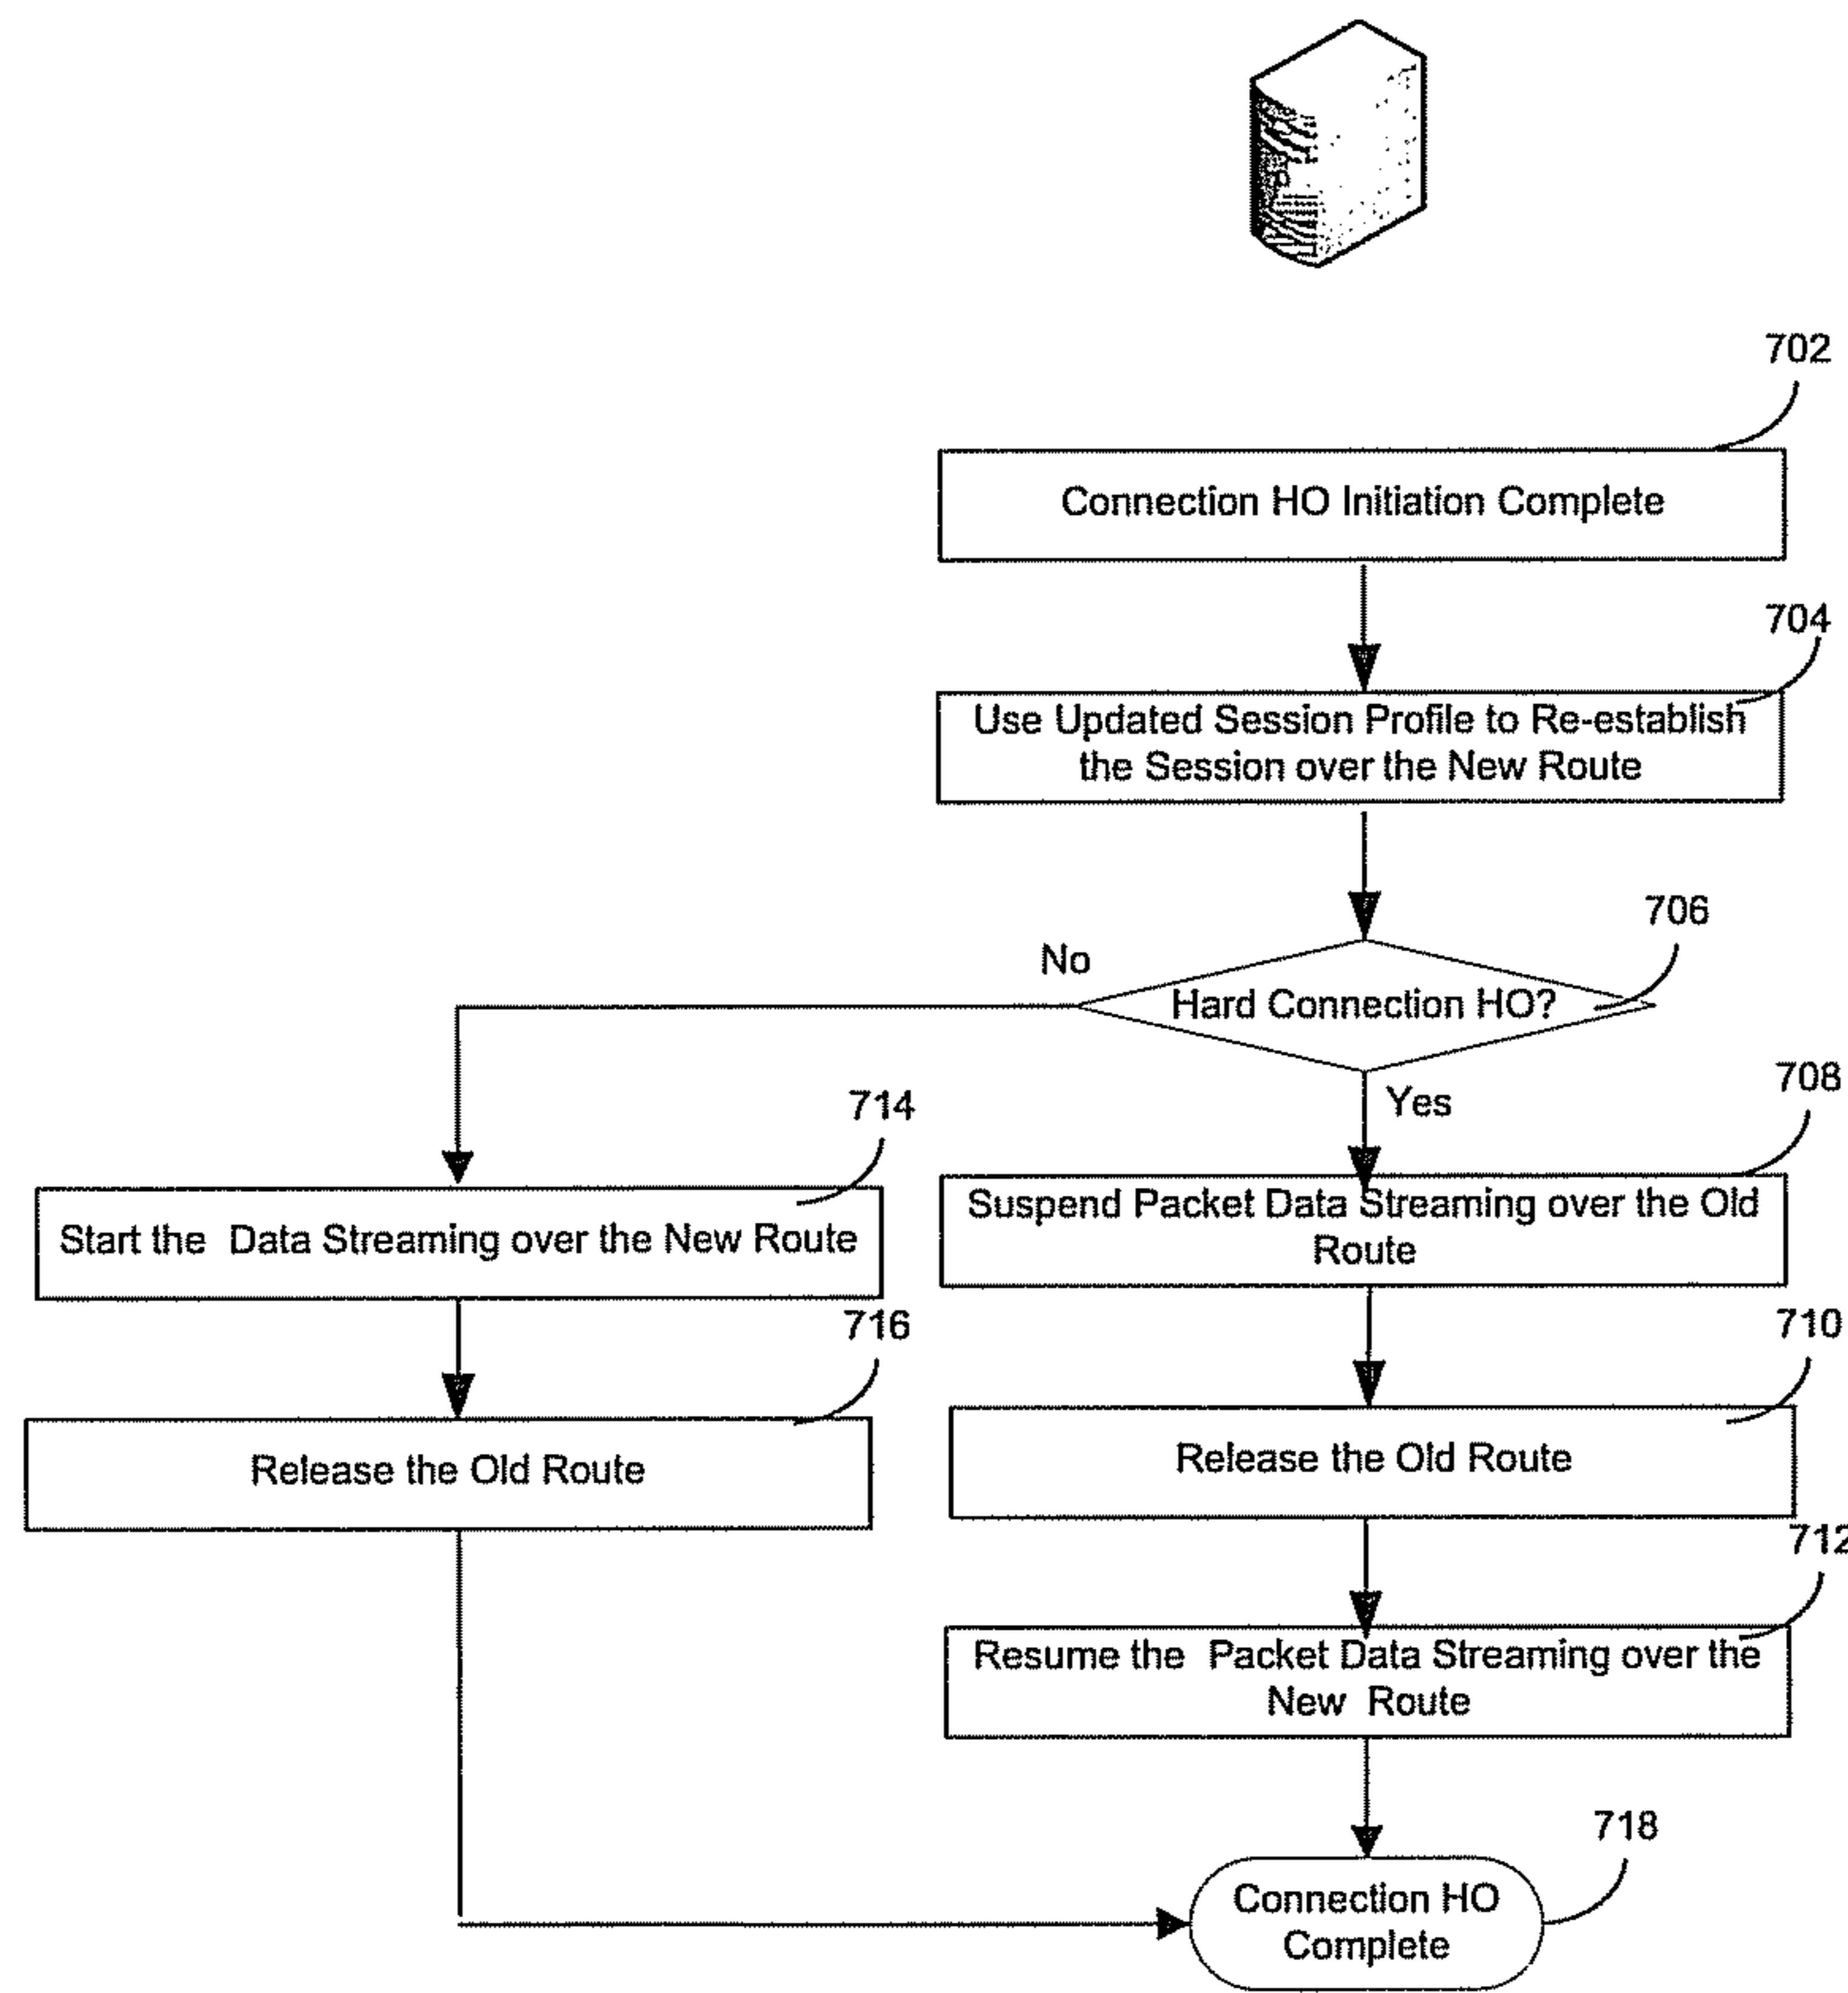 702
Connection HO Initiation Complete
704
Use Updated Session Profile to Re-establish
the Session over the New Route
706
No
Hard Connection HO?
Yes
708
714
Suspend Packet Data Streaming over the Old
Route
Start the Data Streaming over the New Route
716
710
Release the Old Route
Release the Old Route
712
Resume the Packet Data Streaming over the
New Route
718
Connection HO
Complete